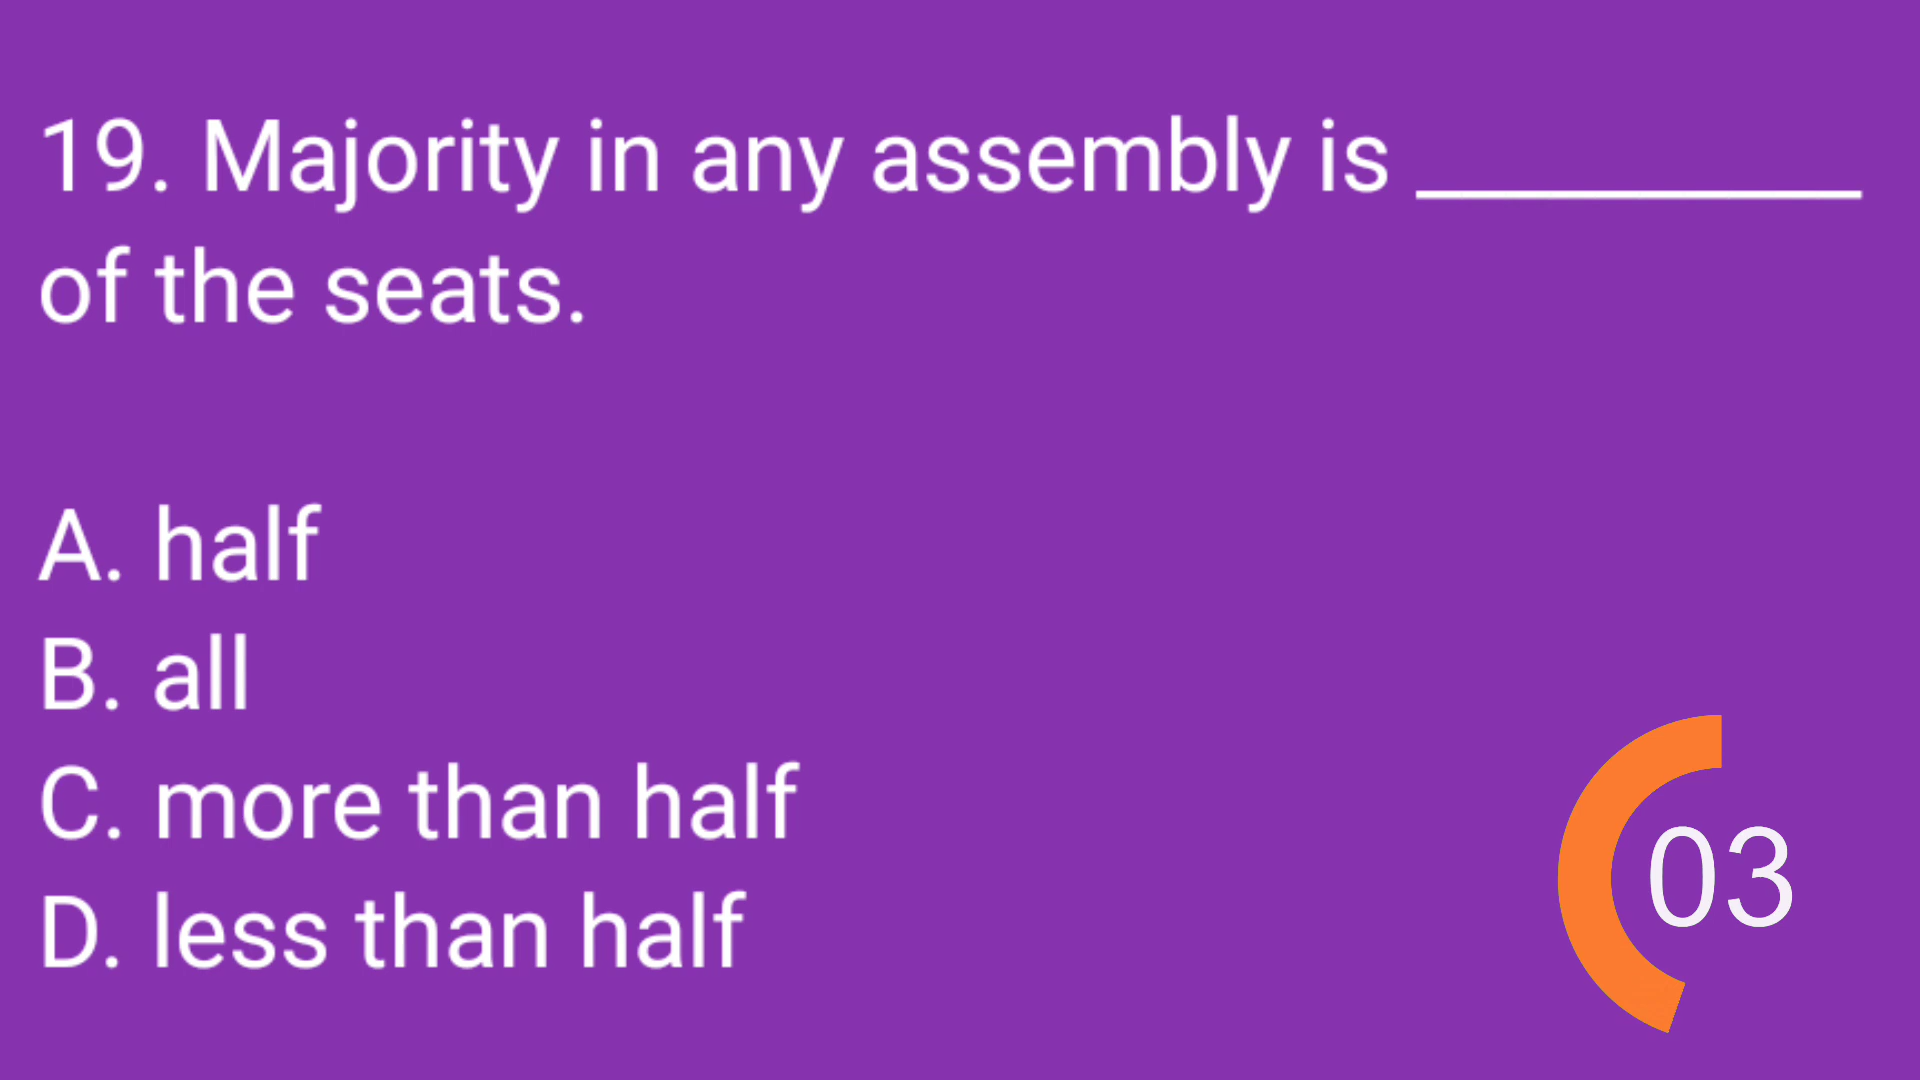 19. Majority in any assembly is __________
of the seats.
A. half
B. all
C. more than half
D. less than half
03